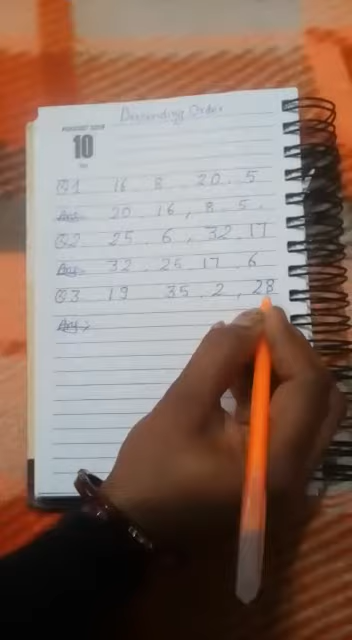 Descending Order
10
Q1 16 8 20 . 5
Ans- 20 . 16 , 8 . 5 .
Q2 25 . 6 , 32 . 17
Ans- 32 . 25 . 17 . 6
Q3 19 35 . 2 , 28
Ans-